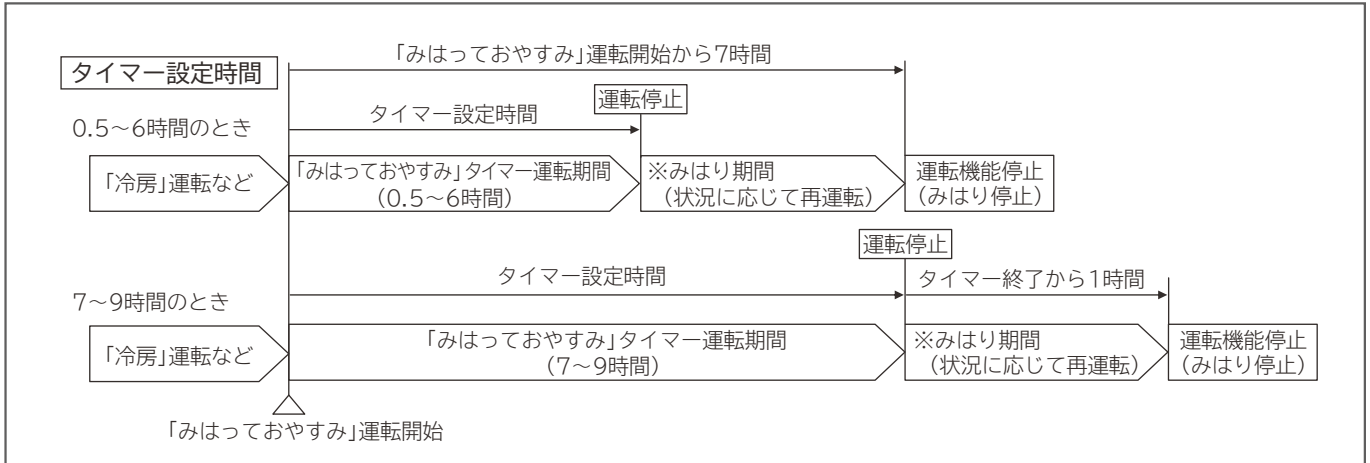 「みはっておやすみ」運転開始から7時間
タイマー設定時間
運転停止
タイマー設定時間
0.5～6時間のとき
「冷房」運転など
「みはっておやすみ」タイマー運転期間
(0.5～6時間)
※みはり期間
(状況に応じて再運転)
運転機能停止
(みはり停止)
運転停止
タイマー設定時間
タイマー終了から1時間
7～9時間のとき
「冷房」運転など
「みはっておやすみ」タイマー運転期間
(7～9時間)
※みはり期間
(状況に応じて再運転)
運転機能停止
(みはり停止)
「みはっておやすみ」運転開始